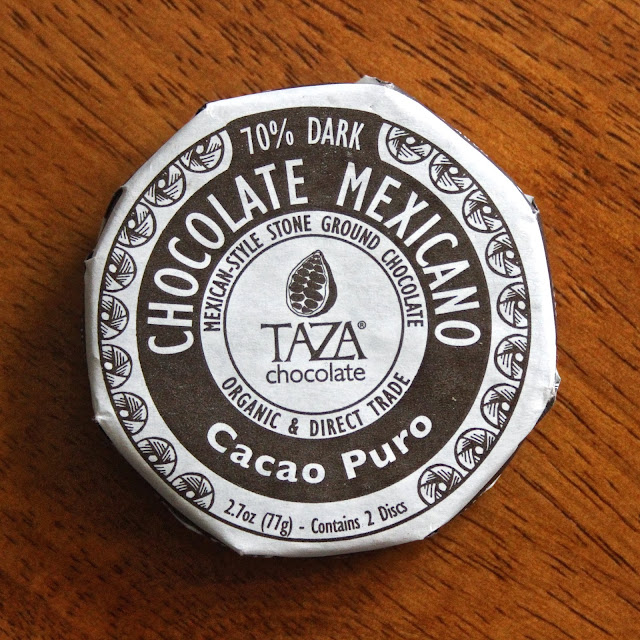 70% DARK
CHOCOLATE MEXICANO
MEXICAN-STYLE STONE GROUND CHOCOLATE
TAZA®
chocolate
ORGANIC & DIRECT TRADE
Cacao Puro
2.7oz (77g) - Contains 2 Discs